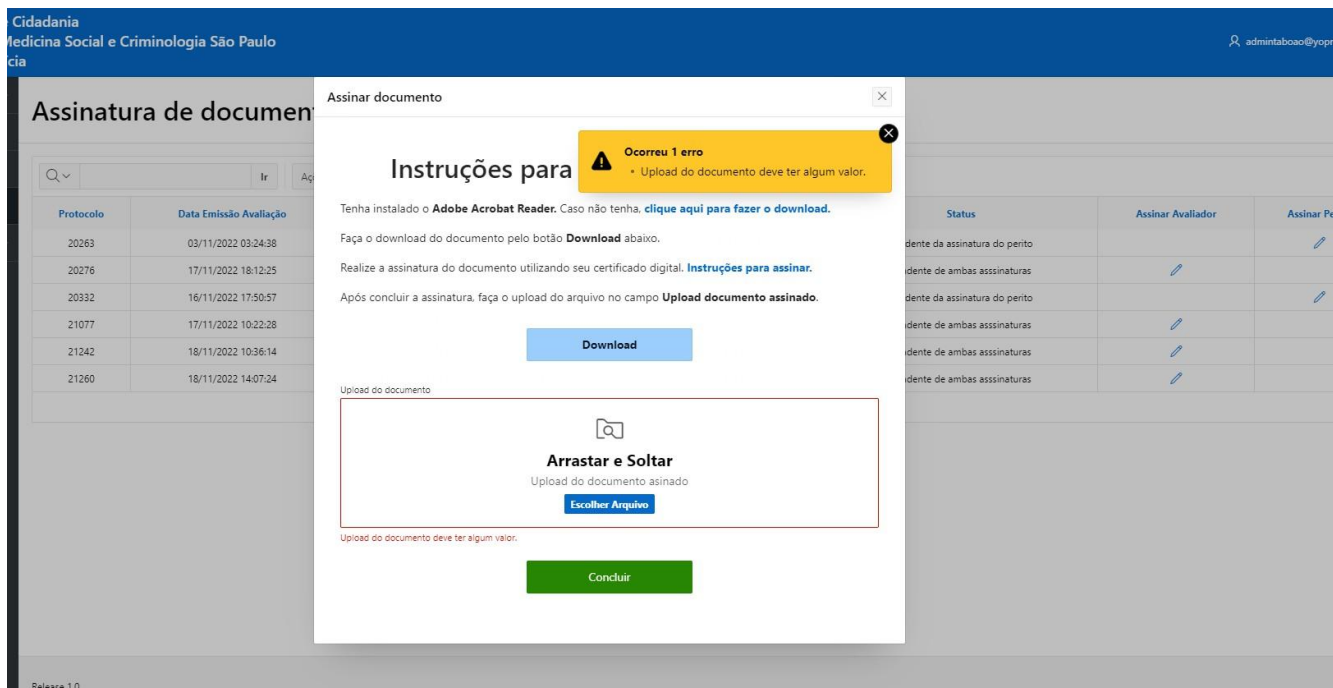 Cidadania
Medicina Social e Criminologia São Paulo
admintaboao@yopr
Assinatura de documen
Ir
Protocolo Data Emissão Avaliação Status Assinar Avaliador Assinar Pe
20263 03/11/2022 03:24:38 dente da assinatura do perito
20276 17/11/2022 18:12:25 dente de ambas asssinaturas
20332 16/11/2022 17:50:57 dente da assinatura do perito
21077 17/11/2022 10:22:28 dente de ambas asssinaturas
21242 18/11/2022 10:36:14 dente de ambas asssinaturas
21260 18/11/2022 14:07:24 dente de ambas asssinaturas
Assinar documento
Instruções para
Ocorreu 1 erro
Upload do documento deve ter algum valor.
Tenha instalado o Adobe Acrobat Reader. Caso não tenha, clique aqui para fazer o download.
Faça o download do documento pelo botão Download abaixo.
Realize a assinatura do documento utilizando seu certificado digital. Instruções para assinar.
Após concluir a assinatura, faça o upload do arquivo no campo Upload documento assinado.
Download
Upload do documento
Arrastar e Soltar
Upload do documento asinado
Escolher Arquivo
Upload do documento deve ter algum valor.
Concluir
Release 1.0